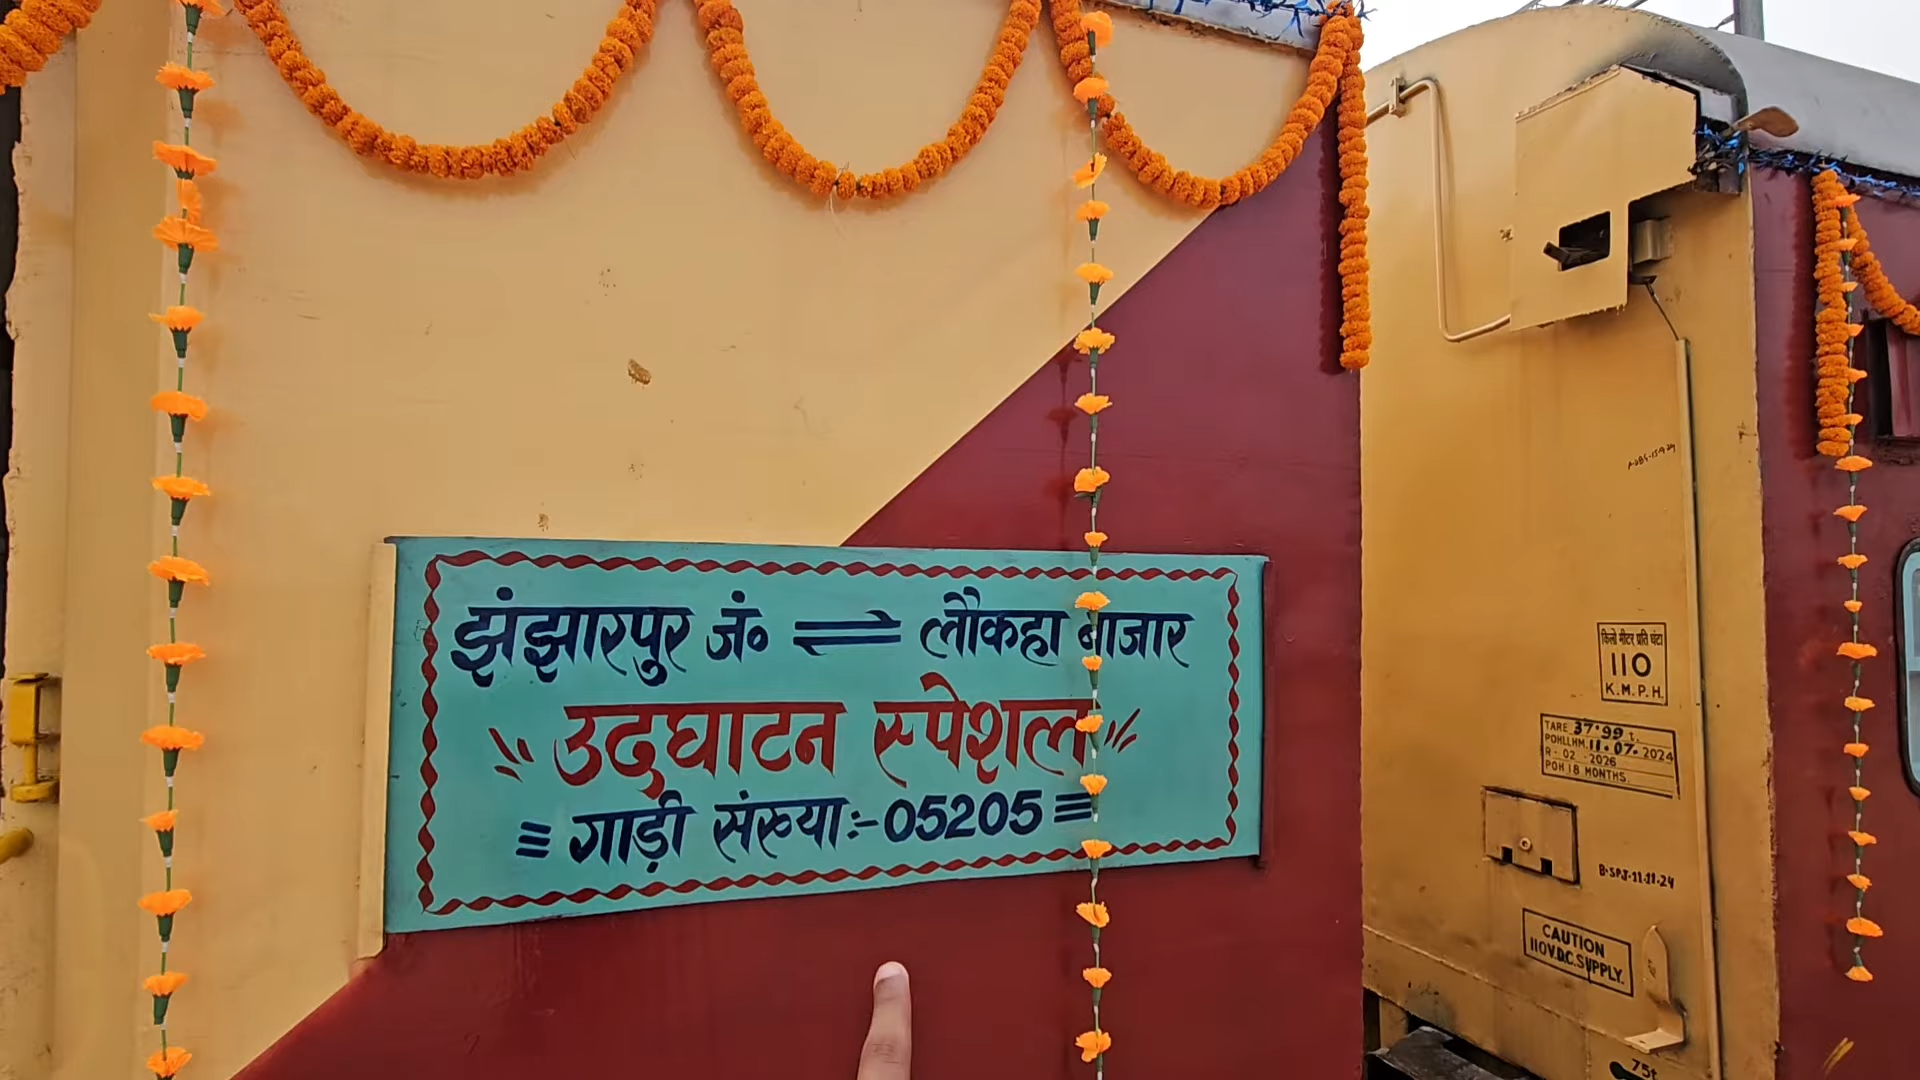 झंझारपुर जं० ⇌ लौकहा बाजार
उदघाटन स्पेशल
गाड़ी संख्या:-05205
किलो मीटर प्रति घंटा
110
K.M.P.H.
TARE 37.99 t.
POHLLHM. 11.07.2024
R-02-2026
POH 18 MONTHS.
B-SPJ-11-11-24
CAUTION
110V.D.C.SUPPLY.
75t